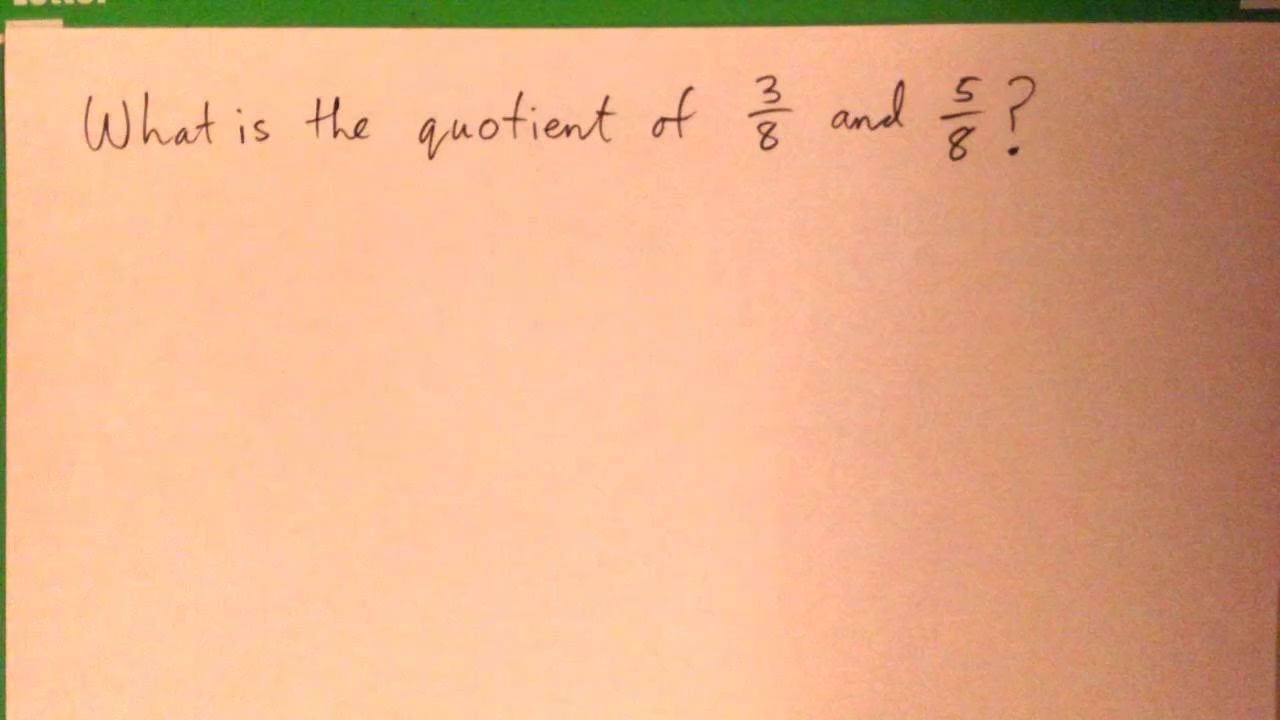 What is the quotient of 3/8 and 5/8?